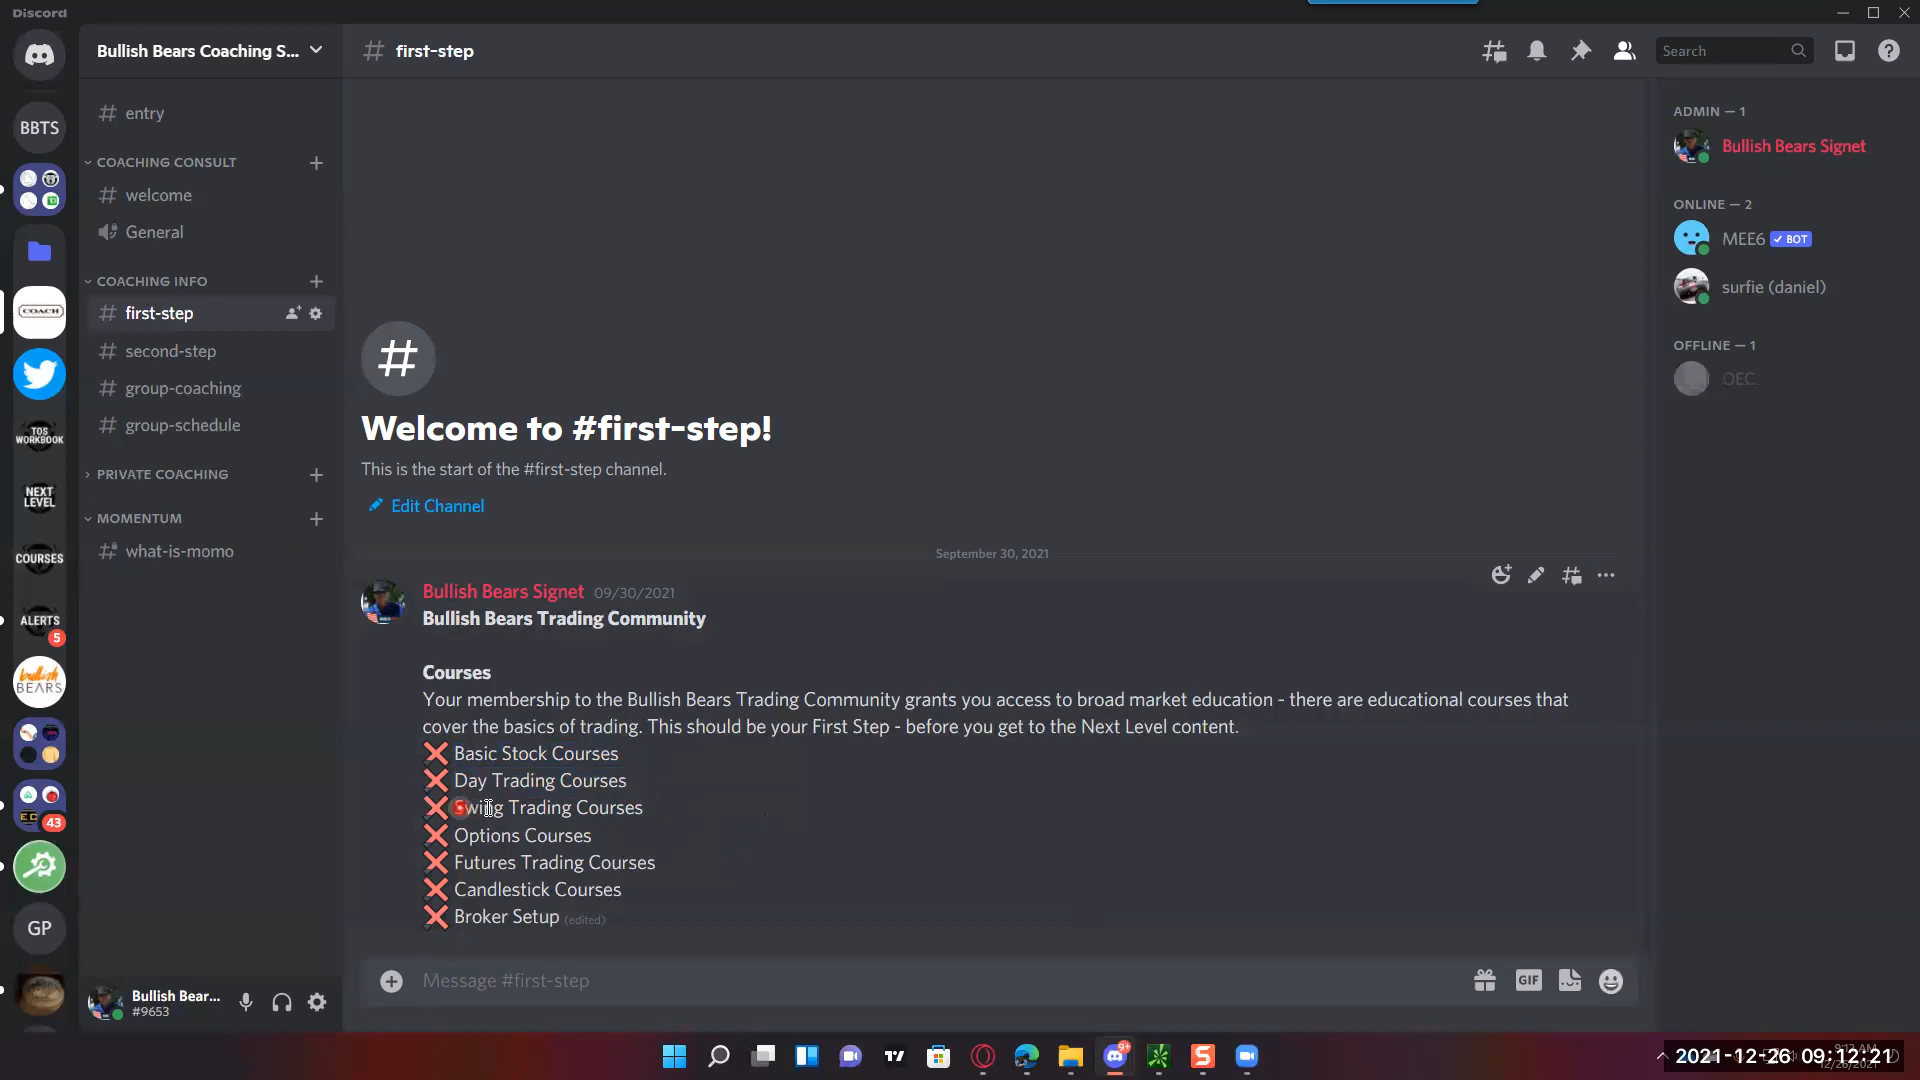 Discord
Bullish Bears Coaching S...
# first-step
Search
BBTS
COACH
TOS
WORKBOOK
NEXT
LEVEL
COURSES
ALERTS
5
bullish
BEARS
43
GP
# entry
COACHING CONSULT
# welcome
General
COACHING INFO
# first-step
# second-step
# group-coaching
# group-schedule
PRIVATE COACHING
MOMENTUM
# what-is-momo
Bullish Bear...
#9653
#
Welcome to #first-step!
This is the start of the #first-step channel.
Edit Channel
September 30, 2021
Bullish Bears Signet 09/30/2021
Bullish Bears Trading Community
Courses
Your membership to the Bullish Bears Trading Community grants you access to broad market education - there are educational courses that
cover the basics of trading. This should be your First Step - before you get to the Next Level content.
❌ Basic Stock Courses
❌ Day Trading Courses
❌ Swing Trading Courses
❌ Options Courses
❌ Futures Trading Courses
❌ Candlestick Courses
❌ Broker Setup (edited)
Message #first-step
GIF
ADMIN — 1
Bullish Bears Signet
ONLINE — 2
MEE6 ✓ BOT
surfie (daniel)
OFFLINE — 1
OEC
9+
2021-12-26 09:12:21